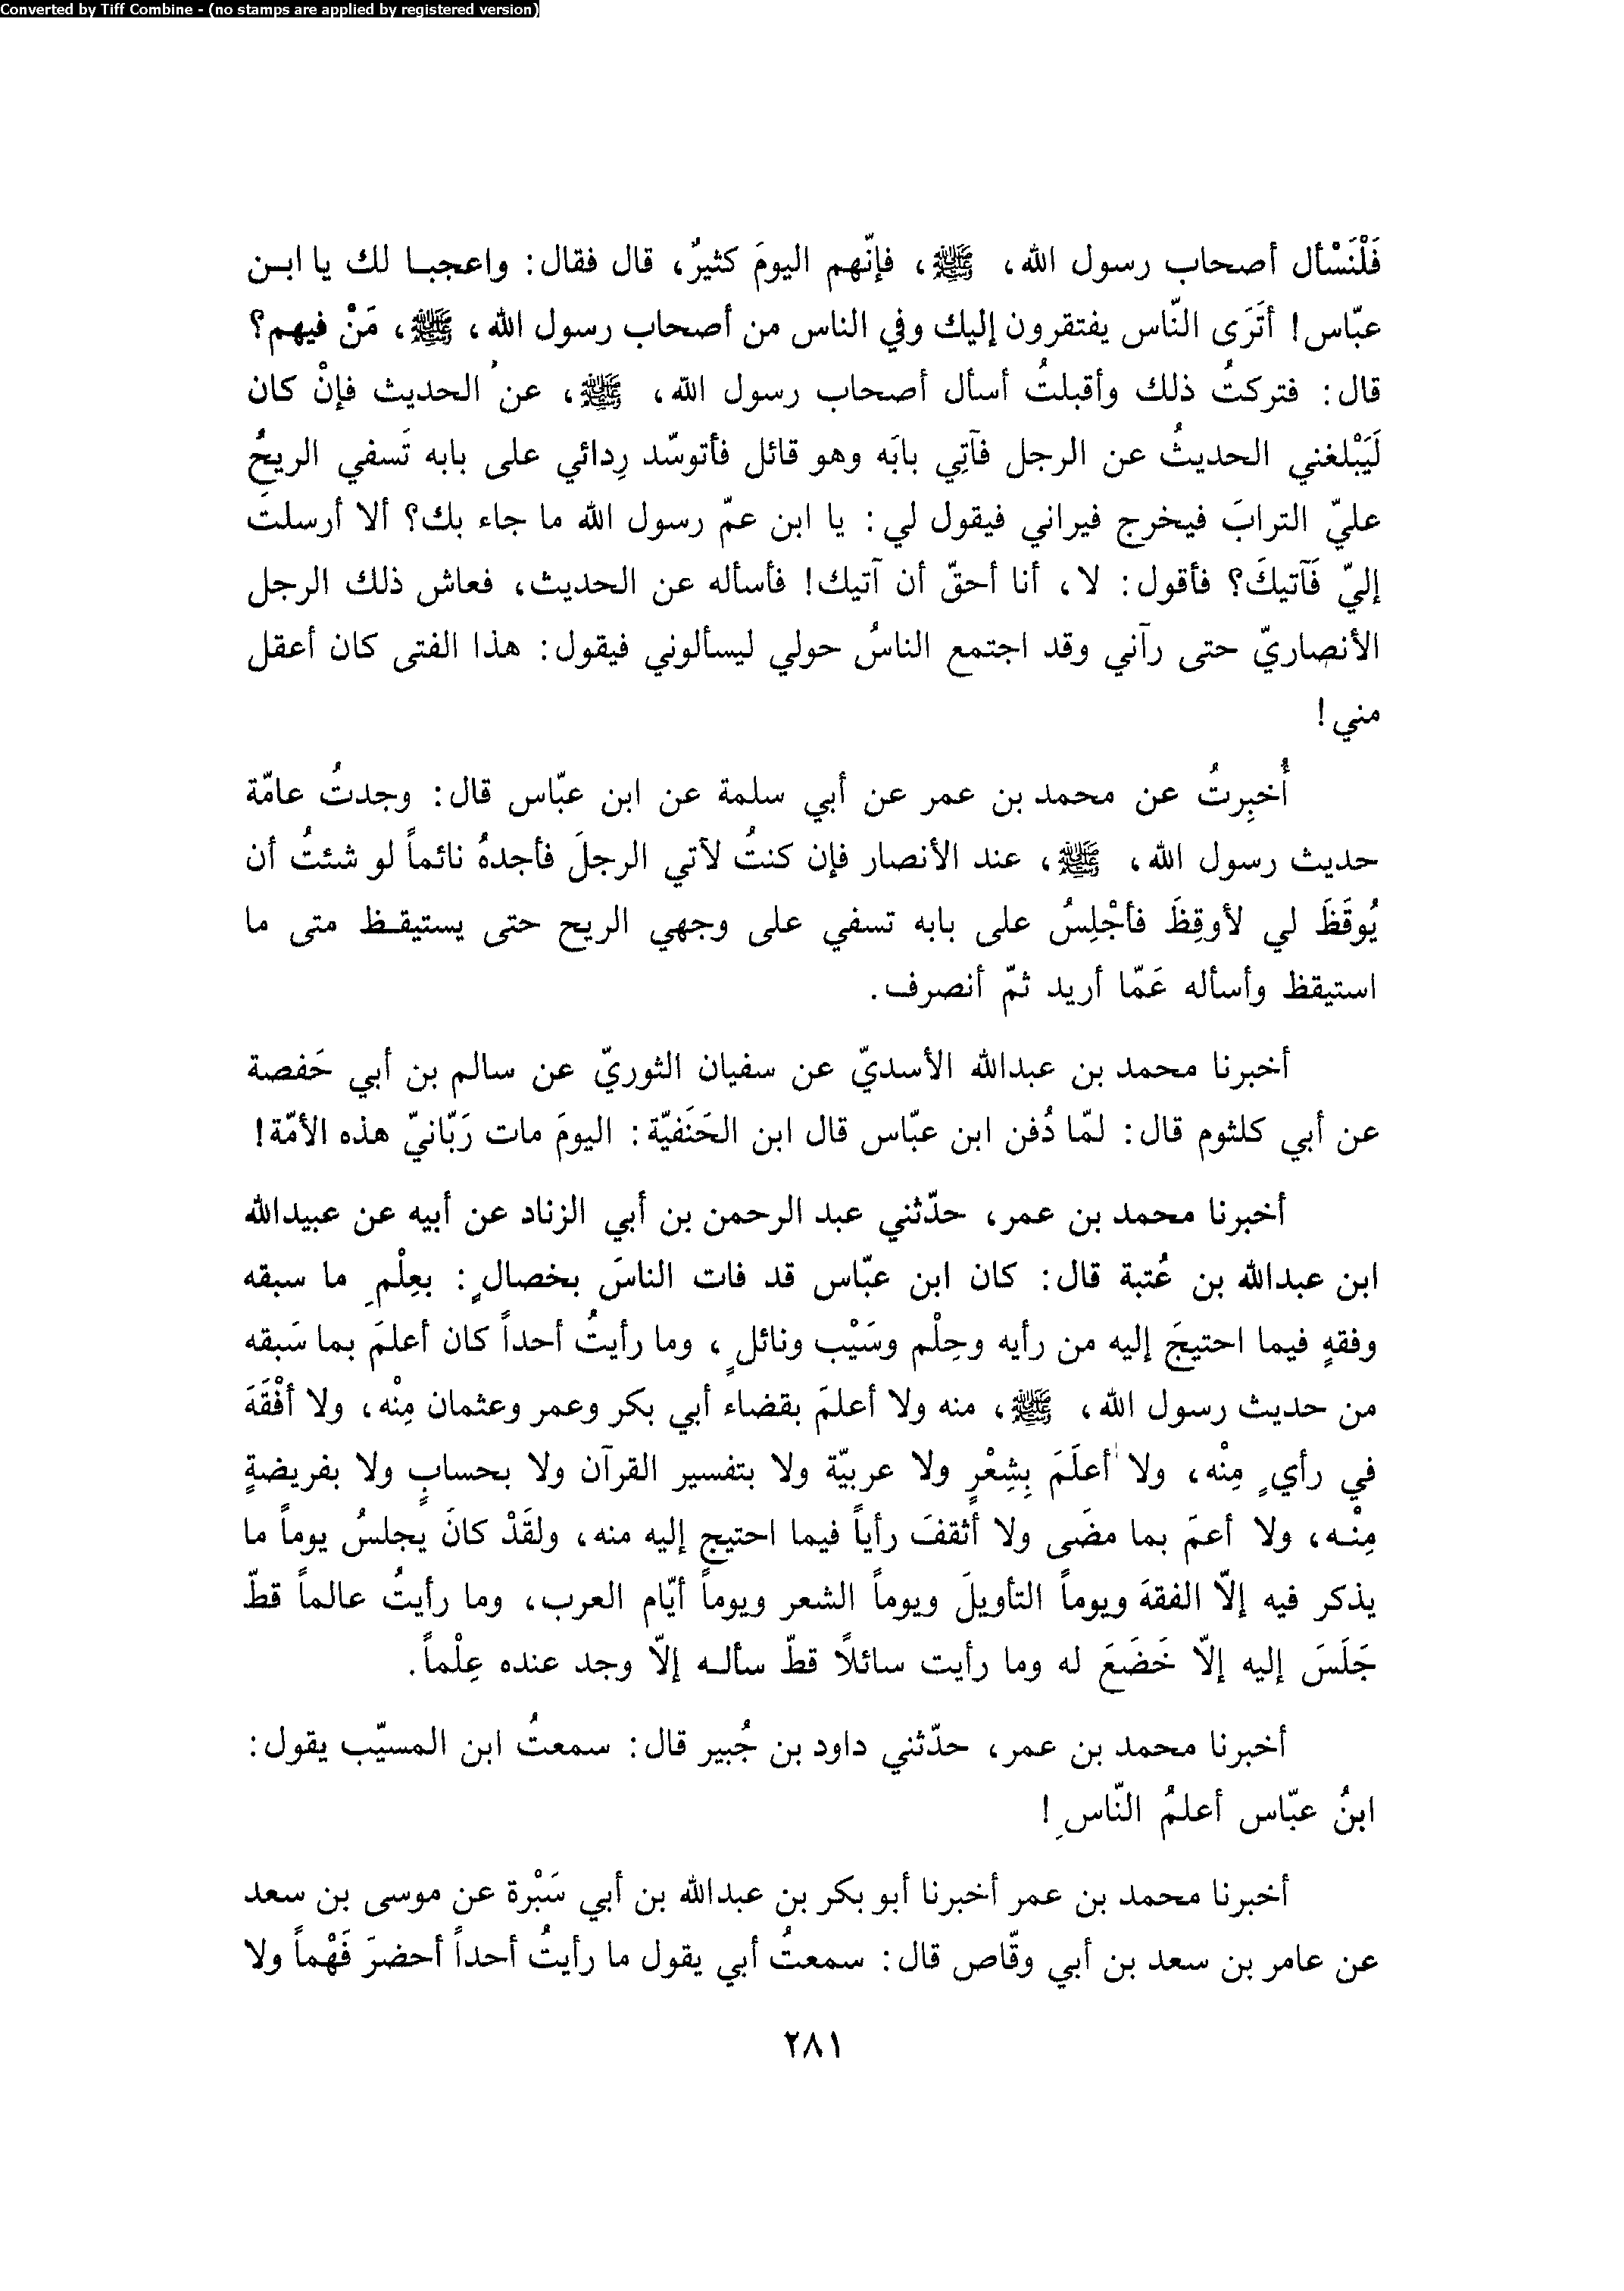 Converted by Tiff Combine - (no stamps are applied by registered version)
فَلْنَسْأل أصحاب رسول الله، ﷺ، فإنّهم اليومَ كثيرٌ، قال فقال: واعجبـا لك يا ابـن
عبّاس! أتَرَى النّاس يفتقرون إليك وفي الناس من أصحاب رسول الله، ﷺ، مَنْ فيهم؟
قال: فتركتُ ذلك وأقبلتُ أسأل أصحاب رسول الله، ﷺ، عن الحديث فإنْ كان
لَيَبْلغني الحديثُ عن الرجل فآتِي بابَه وهو قائل فأتوسّد رِدائي على بابه تَسفي الريحُ
عليّ الترابَ فيخرج فيراني فيقول لي: يا ابن عمّ رسول الله ما جاء بك؟ ألا أرسلتَ
إليّ فَآتيكَ؟ فأقول: لا، أنا أحقّ أن آتيك! فأسأله عن الحديث، فعاش ذلك الرجل
الأنصاريّ حتى رآني وقد اجتمع الناسُ حولي ليسألوني فيقول: هذا الفتى كان أعقل
مني!
أُخبِرتُ عن محمد بن عمر عن أبي سلمة عن ابن عبّاس قال: وجدتُ عامّة
حديث رسول الله، ﷺ، عند الأنصار فإن كنتُ لآتي الرجلَ فأجدهُ نائماً لو شئتُ أن
يُوقَظَ لي لأوقِظَ فأجْلِسُ على بابه تسفي على وجهي الريح حتى يستيقـظ متى ما
استيقظ وأسأله عَمّا أريد ثمّ أنصرف.
أخبرنا محمد بن عبدالله الأسديّ عن سفيان الثوريّ عن سالم بن أبي حَفصة
عن أبي كلثوم قال: لمّا دُفن ابن عبّاس قال ابن الحَنَفيّة: اليومَ مات رَبّانيّ هذه الأمّة!
أخبرنا محمد بن عمر، حدّثني عبد الرحمن بن أبي الزناد عن أبيه عن عبيدالله
ابن عبدالله بن عُتبة قال: كان ابن عبّاس قد فات الناسَ بخصالٍ: بعِلْمِ ما سبقه
وفقهٍ فيما احتيجَ إليه من رأيه وحِلْم وسَيْب ونائلٍ، وما رأيتُ أحداً كان أعلمَ بما سَبقه
من حديث رسول الله، ﷺ، منه ولا أعلمَ بقضاء أبي بكر وعمر وعثمان مِنْه، ولا أفْقَهَ
في رأيٍ مِنْه، ولا أعلَمَ بِشِعْرٍ ولا عربيّة ولا بتفسير القرآن ولا بحسابٍ ولا بفريضةٍ
مِنْـه، ولا أعمَ بما مضَى ولا أثقفَ رأياً فيما احتيج إليه منه، ولقَدْ كانَ يجلسُ يوماً ما
يذكر فيه إلّا الفقهَ ويوماً التأويلَ ويوماً الشعر ويوماً أيّام العرب، وما رأيتُ عالماً قطّ
جَلَسَ إليه إلّا خَضَعَ له وما رأيت سائلًا قطّ سألـه إلّا وجد عنده عِلْماً.
أخبرنا محمد بن عمر، حدّثني داود بن جُبير قال: سمعتُ ابن المسيّب يقول:
ابنُ عبّاس أعلمُ النّاسِ!
أخبرنا محمد بن عمر أخبرنا أبو بكر بن عبدالله بن أبي سَبْرة عن موسى بن سعد
عن عامر بن سعد بن أبي وقّاص قال: سمعتُ أبي يقول ما رأيتُ أحداً أحضرَ فَهْماً ولا
٢٨١